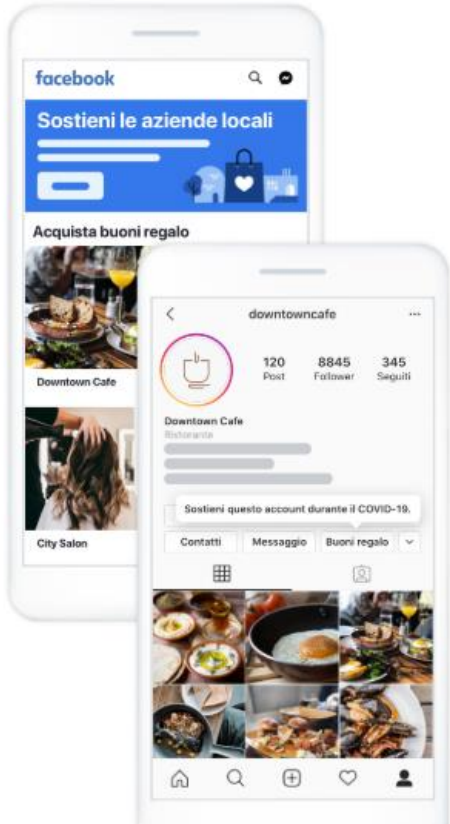 facebook
Sostieni le aziende locali
Acquista buoni regalo
Downtown Cafe
City Salon
downtowncafe
120 8845 345
Post Follower Seguiti
Downtown Cafe
Ristorante
Sostieni questo account durante il COVID-19.
Contatti Messaggio Buoni regalo